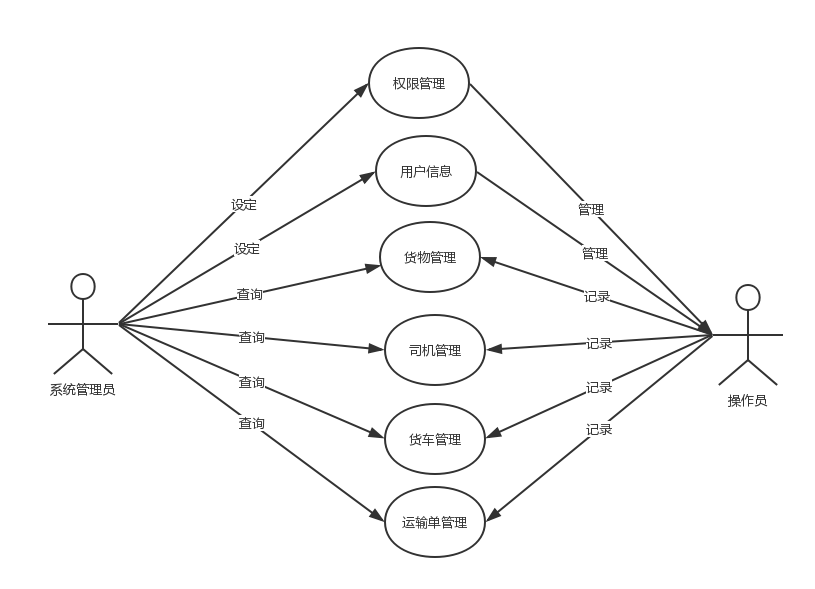 权限管理
用户信息
设定
管理
设定
管理
货物管理
查询
记录
查询
司机管理
记录
查询
记录
系统管理员
操作员
查询
货车管理
记录
运输单管理